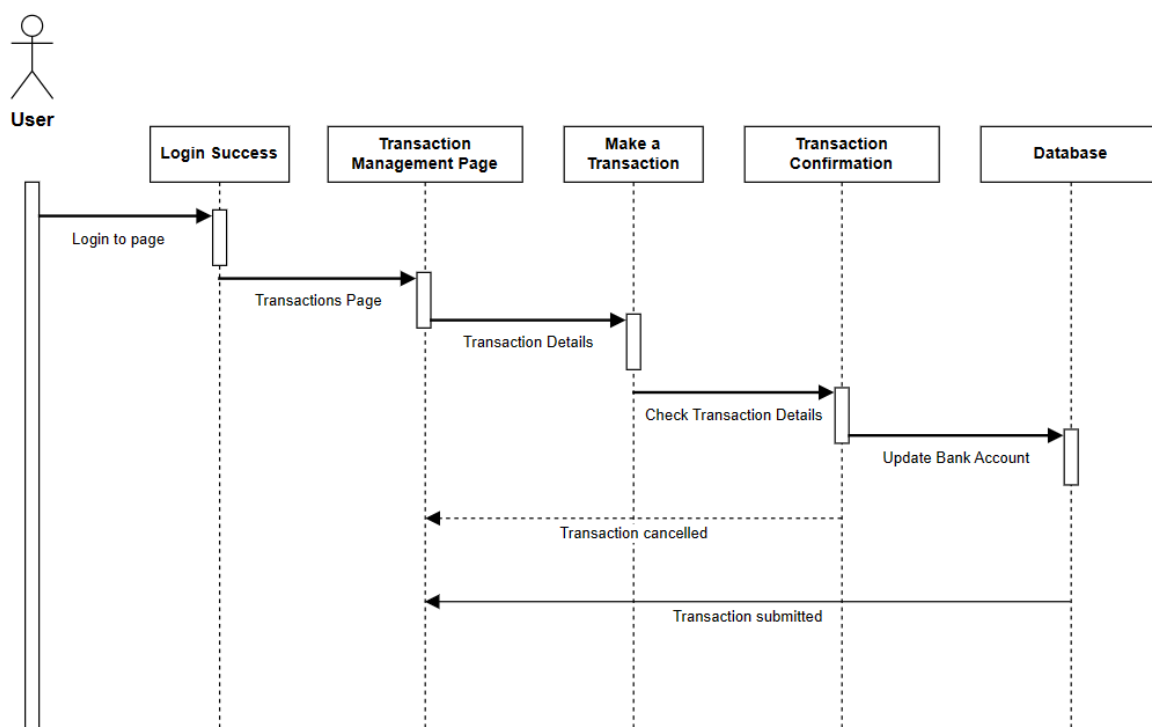 User
Login Success
Transaction
Management Page
Make a
Transaction
Transaction
Confirmation
Database
Login to page
Transactions Page
Transaction Details
Check Transaction Details
Update Bank Account
Transaction cancelled
Transaction submitted